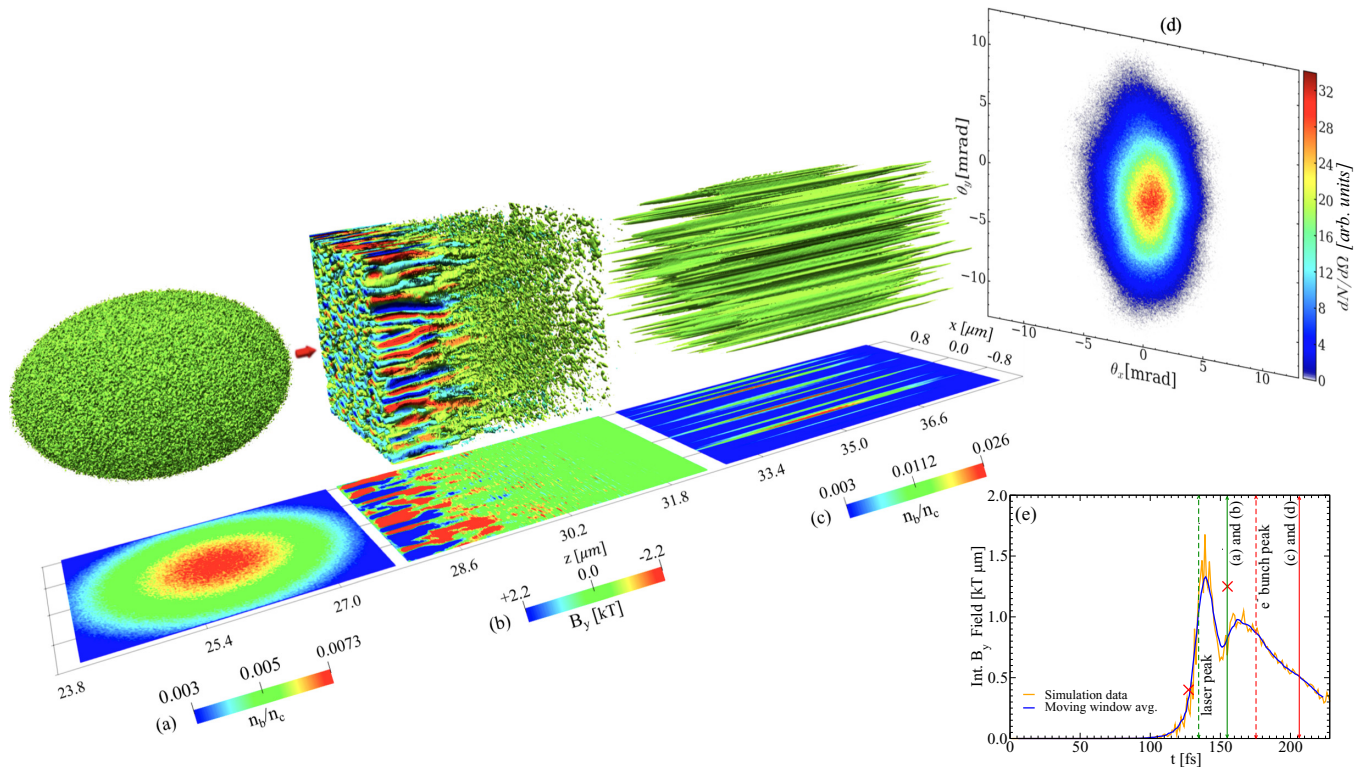 (d)
10
5
0
−5
−10
θy[mrad]
−10
−5
0
5
10
θx[mrad]
32
28
24
20
16
12
8
4
0
dN/dΩ [arb. units]
x [μm]
0.8
0.0
-0.8
23.8
25.4
27.0
28.6
30.2
31.8
33.4
35.0
36.6
z [μm]
(a)
0.003
0.005
0.0073
nb/nc
(b)
+2.2
0.0
-2.2
By [kT]
(c)
0.003
0.0112
0.026
nb/nc
(e)
2.0
1.5
1.0
0.5
0.0
Int. By Field [kT μm]
laser peak
(a) and (b)
e- bunch peak
(c) and (d)
Simulation data
Moving window avg.
0
50
100
150
200
t [fs]